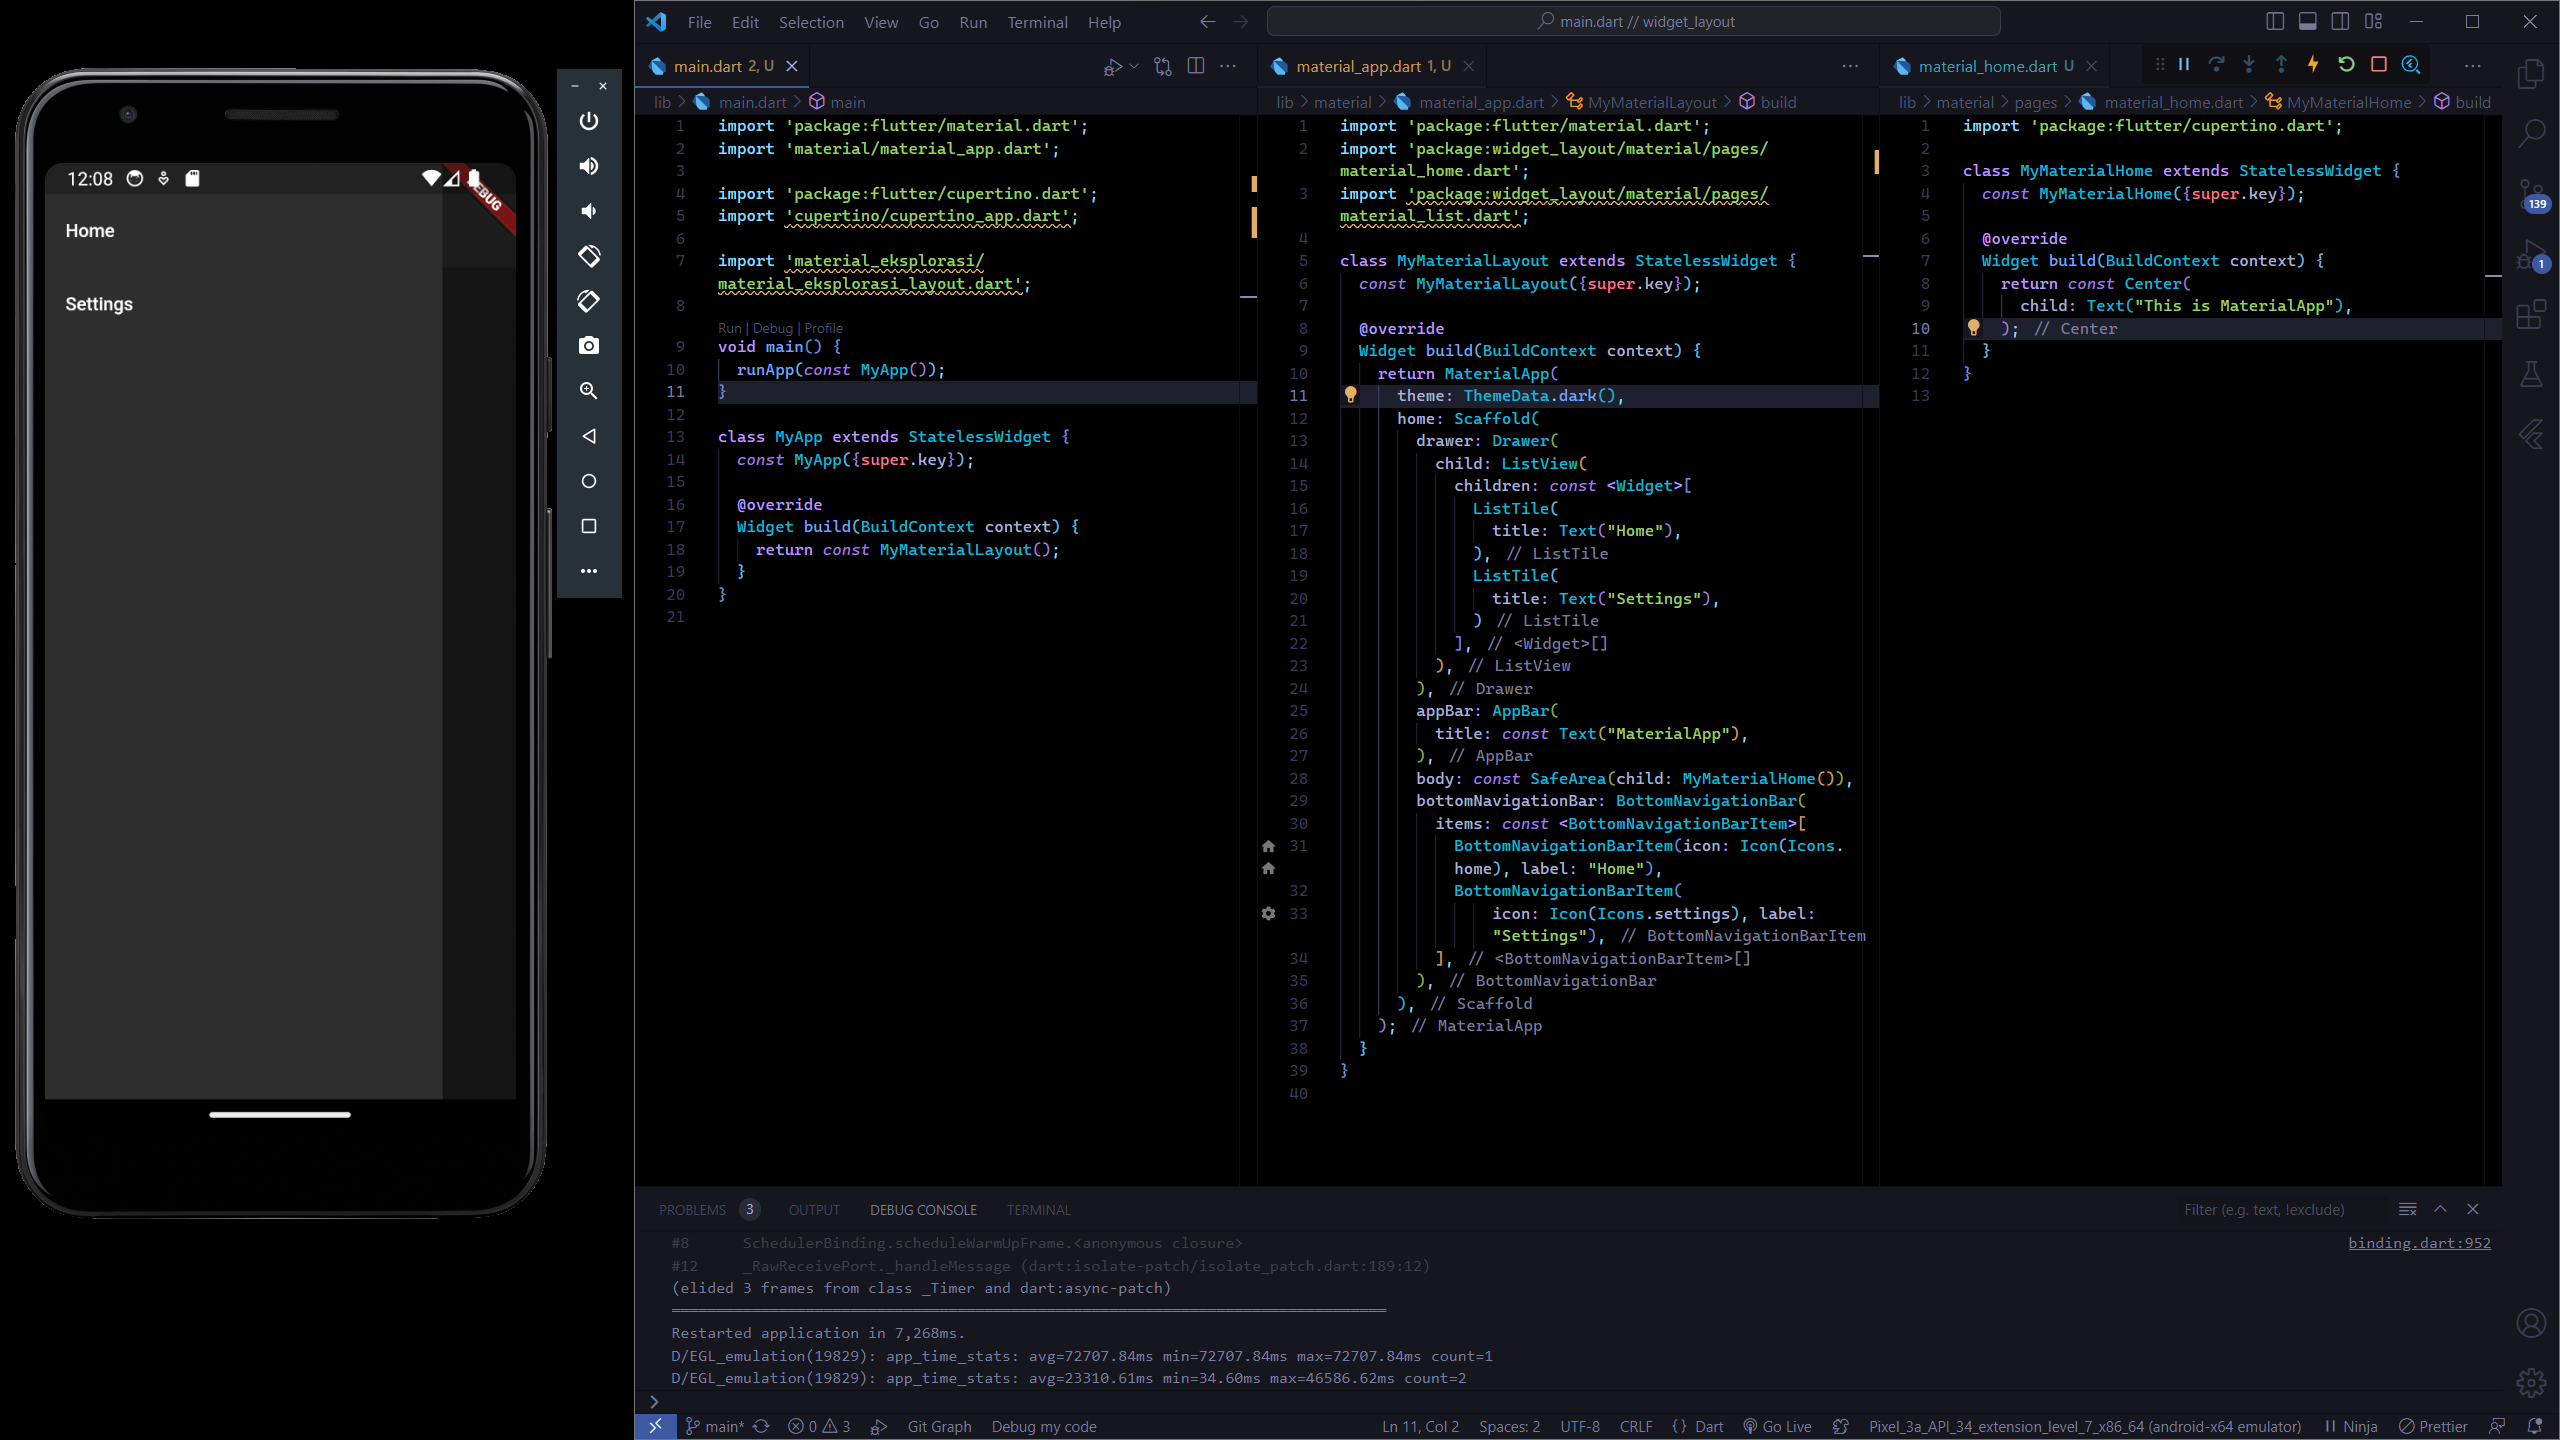 12:08
DEBUG
Home
Settings
File Edit Selection View Go Run Terminal Help
main.dart // widget_layout
main.dart 2, U
lib > main.dart > main
1 import 'package:flutter/material.dart';
2 import 'material/material_app.dart';
3
4 import 'package:flutter/cupertino.dart';
5 import 'cupertino/cupertino_app.dart';
6
7 import 'material_eksplorasi/
material_eksplorasi_layout.dart';
8
Run | Debug | Profile
9 void main() {
10 runApp(const MyApp());
11 }
12
13 class MyApp extends StatelessWidget {
14 const MyApp({super.key});
15
16 @override
17 Widget build(BuildContext context) {
18 return const MyMaterialLayout();
19 }
20 }
21
material_app.dart 1, U
lib > material > material_app.dart > MyMaterialLayout > build
1 import 'package:flutter/material.dart';
2 import 'package:widget_layout/material/pages/
material_home.dart';
3 import 'package:widget_layout/material/pages/
material_list.dart';
4
5 class MyMaterialLayout extends StatelessWidget {
6 const MyMaterialLayout({super.key});
7
8 @override
9 Widget build(BuildContext context) {
10 return MaterialApp(
11 theme: ThemeData.dark(),
12 home: Scaffold(
13 drawer: Drawer(
14 child: ListView(
15 children: const <Widget>[
16 ListTile(
17 title: Text("Home"),
18 ), // ListTile
19 ListTile(
20 title: Text("Settings"),
21 ) // ListTile
22 ], // <Widget>[]
23 ), // ListView
24 ), // Drawer
25 appBar: AppBar(
26 title: const Text("MaterialApp"),
27 ), // AppBar
28 body: const SafeArea(child: MyMaterialHome()),
29 bottomNavigationBar: BottomNavigationBar(
30 items: const <BottomNavigationBarItem>[
31 BottomNavigationBarItem(icon: Icon(Icons.
home), label: "Home"),
32 BottomNavigationBarItem(
33 icon: Icon(Icons.settings), label:
"Settings"), // BottomNavigationBarItem
34 ], // <BottomNavigationBarItem>[]
35 ), // BottomNavigationBar
36 ), // Scaffold
37 ); // MaterialApp
38 }
39 }
40
material_home.dart U
lib > material > pages > material_home.dart > MyMaterialHome > build
1 import 'package:flutter/cupertino.dart';
2
3 class MyMaterialHome extends StatelessWidget {
4 const MyMaterialHome({super.key});
5
6 @override
7 Widget build(BuildContext context) {
8 return const Center(
9 child: Text("This is MaterialApp"),
10 ); // Center
11 }
12 }
13
139
1
PROBLEMS 3 OUTPUT DEBUG CONSOLE TERMINAL
Filter (e.g. text, !exclude)
#8 SchedulerBinding.scheduleWarmUpFrame.<anonymous closure> binding.dart:952
#12 _RawReceivePort._handleMessage (dart:isolate-patch/isolate_patch.dart:189:12)
(elided 3 frames from class _Timer and dart:async-patch)
════════════════════════════════════════
Restarted application in 7,268ms.
D/EGL_emulation(19829): app_time_stats: avg=72707.84ms min=72707.84ms max=72707.84ms count=1
D/EGL_emulation(19829): app_time_stats: avg=23310.61ms min=34.60ms max=46586.62ms count=2
main* 0 3 Git Graph Debug my code Ln 11, Col 2 Spaces: 2 UTF-8 CRLF {} Dart Go Live Pixel_3a_API_34_extension_level_7_x86_64 (android-x64 emulator) Ninja Prettier